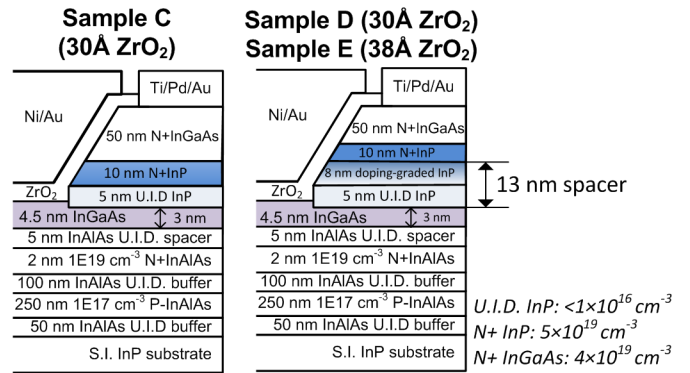 Sample C
(30Å ZrO₂)
Ti/Pd/Au
Ni/Au
50 nm N+InGaAs
10 nm N+InP
ZrO₂
5 nm U.I.D InP
4.5 nm InGaAs
3 nm
5 nm InAlAs U.I.D. spacer
2 nm 1E19 cm⁻³ N+InAlAs
100 nm InAlAs U.I.D. buffer
250 nm 1E17 cm⁻³ P-InAlAs
50 nm InAlAs U.I.D buffer
S.I. InP substrate
Sample D (30Å ZrO₂)
Sample E (38Å ZrO₂)
Ti/Pd/Au
Ni/Au
50 nm N+InGaAs
10 nm N+InP
8 nm doping-graded InP
ZrO₂
5 nm U.I.D InP
13 nm spacer
4.5 nm InGaAs
3 nm
5 nm InAlAs U.I.D. spacer
2 nm 1E19 cm⁻³ N+InAlAs
100 nm InAlAs U.I.D. buffer
250 nm 1E17 cm⁻³ P-InAlAs
50 nm InAlAs U.I.D buffer
S.I. InP substrate
U.I.D. InP: <1×10¹⁶ cm⁻³
N+ InP: 5×10¹⁹ cm⁻³
N+ InGaAs: 4×10¹⁹ cm⁻³